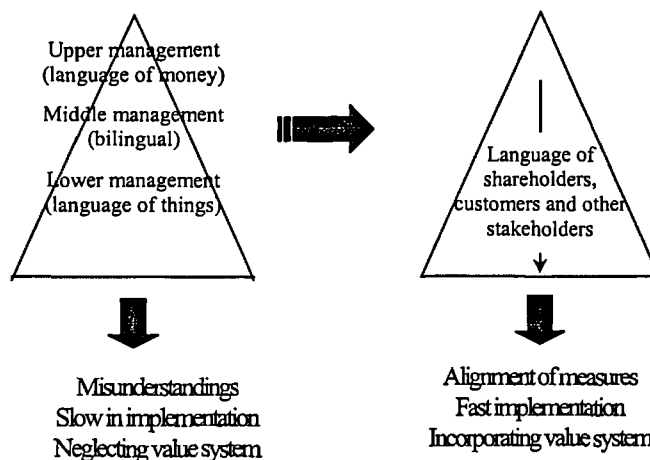 Upper management
(language of money)
Middle management
(bilingual)
Lower management
(language of things)
Language of
shareholders,
customers and other
stakeholders
Misunderstandings
Slow in implementation
Neglecting value system
Alignment of measures
Fast implementation
Incorporating value system